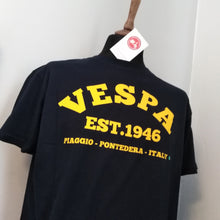 VESPA
EST.1946
PIAGGIO - PONTEDERA - ITALY